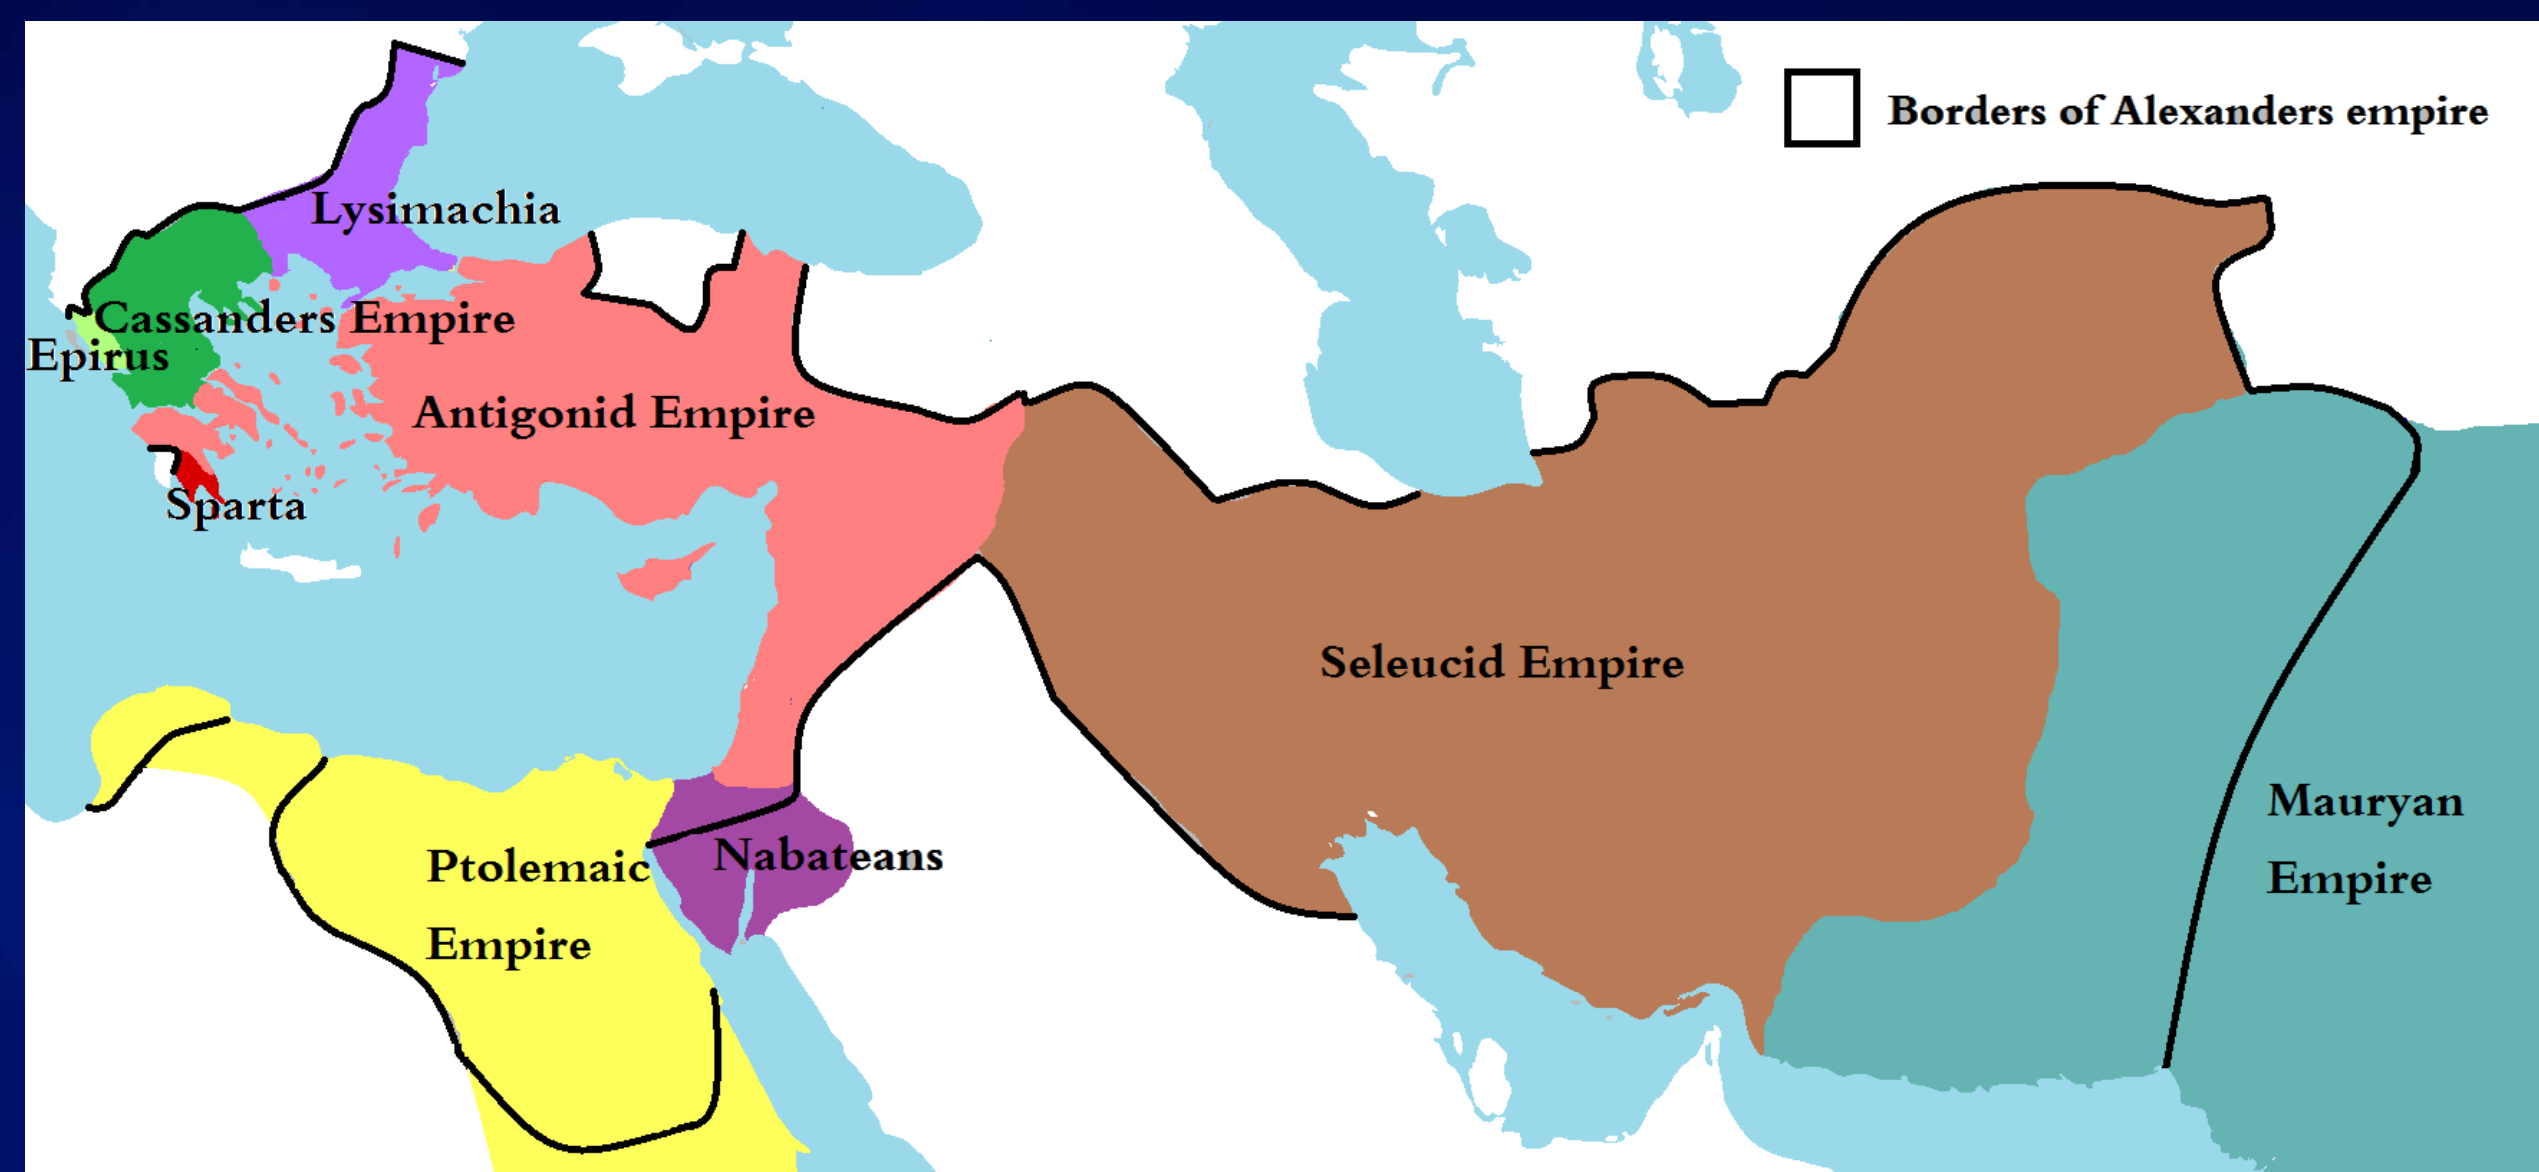 Borders of Alexanders empire
Lysimachia
Cassanders Empire
Epirus
Antigonid Empire
Sparta
Seleucid Empire
Mauryan
Empire
Nabateans
Ptolemaic
Empire